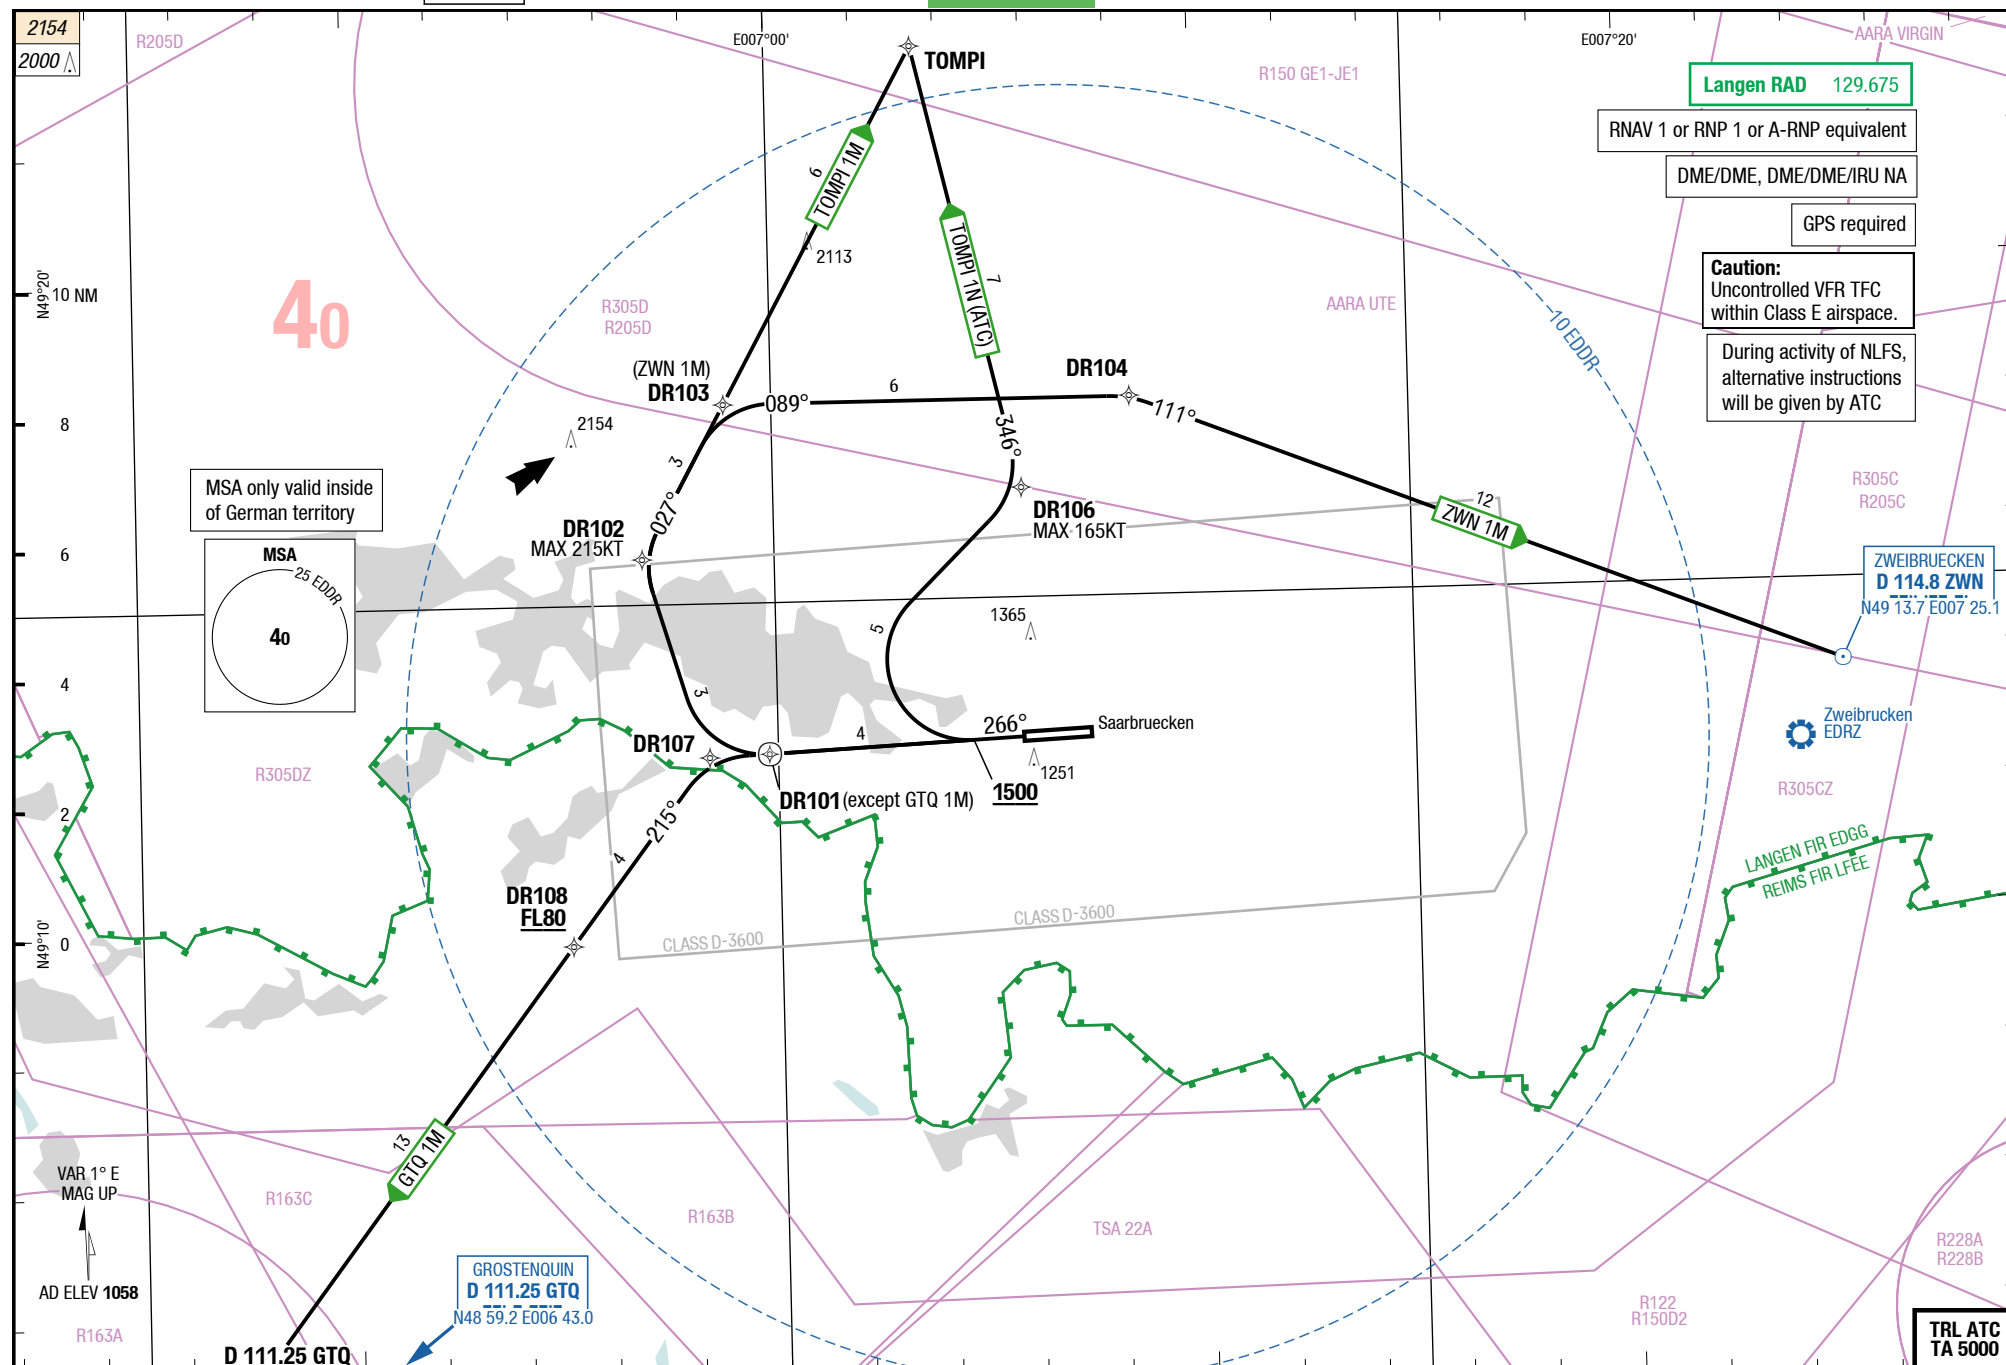 2154
2000
R205D
E007°00'
TOMPI
E007°20'
AARA VIRGIN
R150 GE1-JE1
Langen RAD 129.675
RNAV 1 or RNP 1 or A-RNP equivalent
DME/DME, DME/DME/IRU NA
GPS required
Caution:
Uncontrolled VFR TFC
within Class E airspace.
During activity of NLFS,
alternative instructions
will be given by ATC
6
TOMPI 1M
2113
7
TOMPI 1N (ATC)
N49°20'
10 NM
40
R305D
R205D
AARA UTE
10 EDDR
(ZWN 1M)
DR103
089°
6
DR104
111°
8
2154
3
346°
MSA only valid inside
of German territory
027°
R305C
R205C
DR102
MAX 215KT
DR106
MAX 165KT
12
ZWN 1M
6
MSA
25 EDDR
40
ZWEIBRUECKEN
D 114.8 ZWN
N49 13.7 E007 25.1
1365
5
4
3
266°
4
Saarbruecken
Zweibrucken
EDRZ
DR107
R305DZ
1251
DR101 (except GTQ 1M)
1500
R305CZ
2
215°
4
LANGEN FIR EDGG
REIMS FIR LFEE
DR108
FL80
CLASS D-3600
CLASS D-3600
N49°10'
0
13
GTQ 1M
VAR 1° E
MAG UP
R163C
R163B
TSA 22A
R228A
R228B
AD ELEV 1058
GROSTENQUIN
D 111.25 GTQ
N48 59.2 E006 43.0
R163A
R122
R150D2
D 111.25 GTQ
TRL ATC
TA 5000